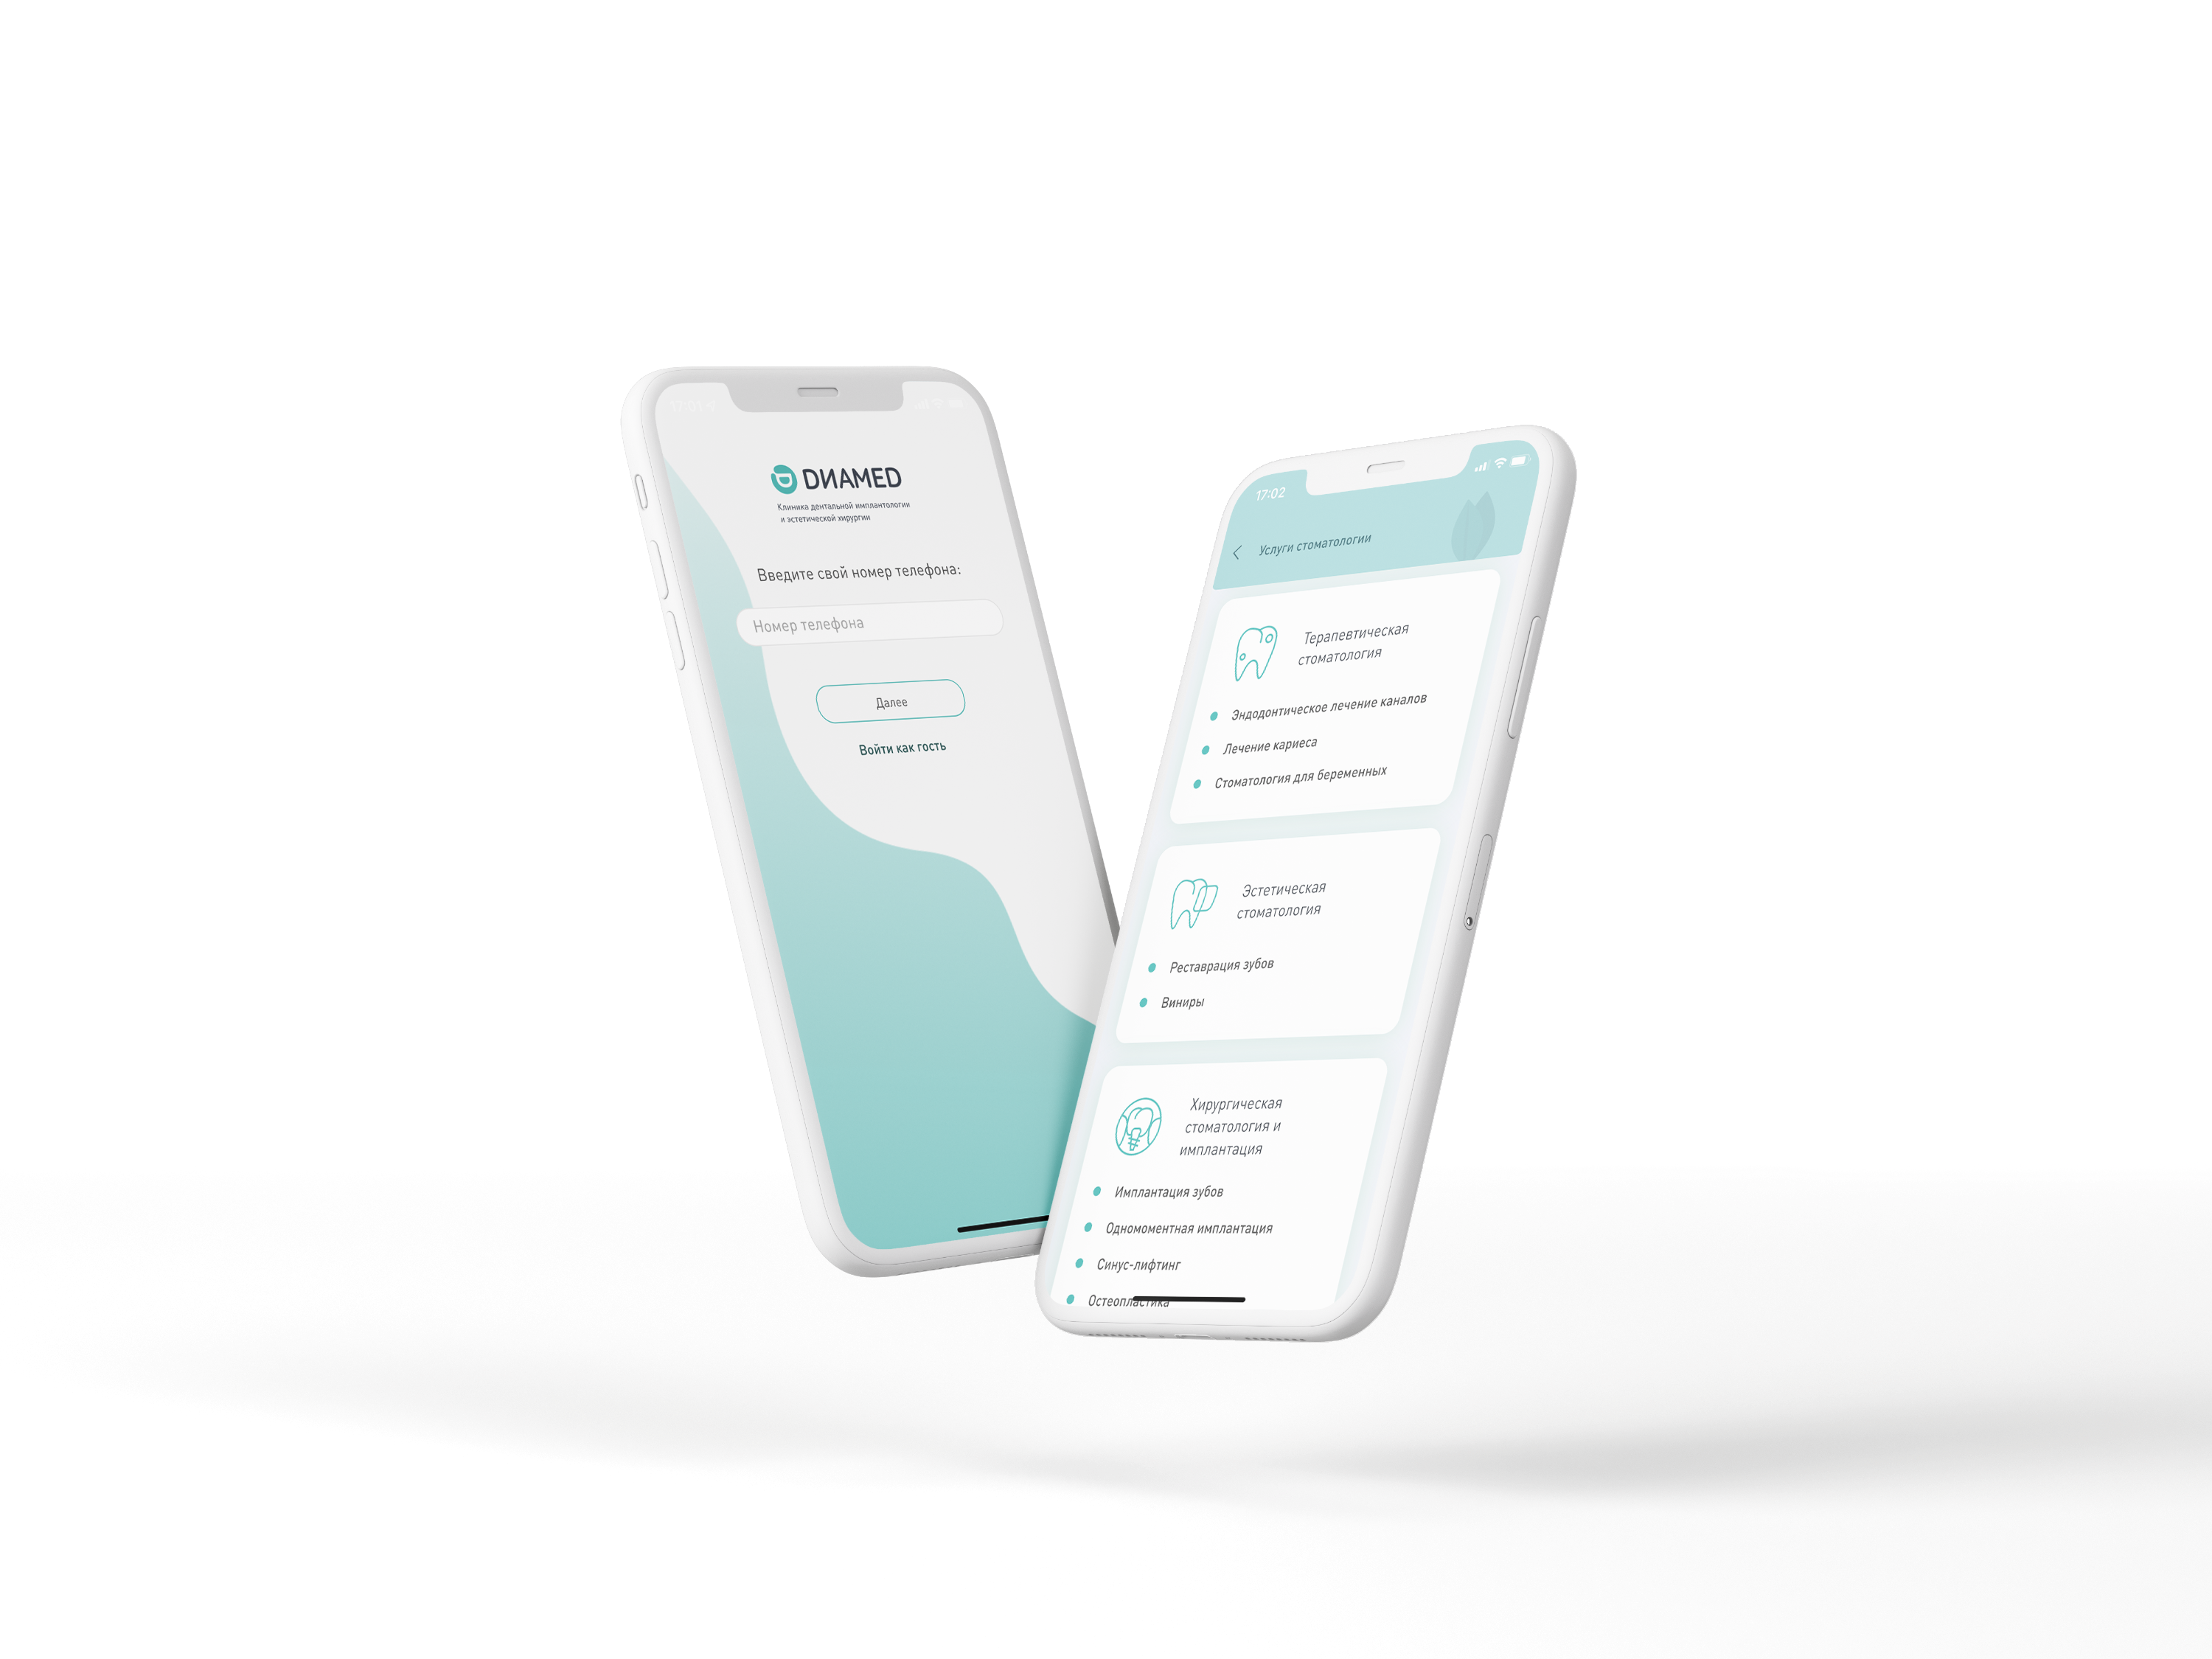 DИAMED
Клиника дентальной имплантологии
и эстетической хирургии
Введите свой номер телефона:
Номер телефона
Далее
Войти как гость
17:02
Услуги стоматологии
Терапевтическая
стоматология
Эндодонтическое лечение каналов
Лечение кариеса
Стоматология для беременных
Эстетическая
стоматология
Реставрация зубов
Виниры
Хирургическая
стоматология и
имплантация
Имплантация зубов
Одномоментная имплантация
Синус-лифтинг
Остеопластика